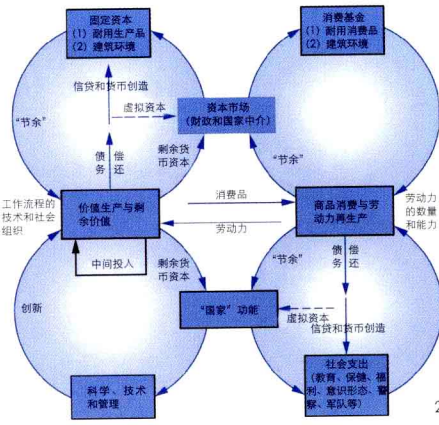 固定资本
(1) 耐用生产品
(2) 建筑环境
消费基金
(1) 耐用消费品
(2) 建筑环境
信贷和货币创造
虚拟资本
资本市场
(财政和国家中介)
“节余”
债 偿
务 还
剩余货
币资本
“节余”
工作流程的
技术和社会
组织
价值生产与剩
余价值
消费品
劳动力
商品消费与劳
动力再生产
劳动力
的数量
和能力
中间投入
剩余货
币资本
“节余”
债 偿
务 还
创新
“国家”功能
虚拟资本
信贷和货币创造
科学、技术
和管理
社会支出
(教育、保健、福
利、意识形态、警
察、军队等)
2